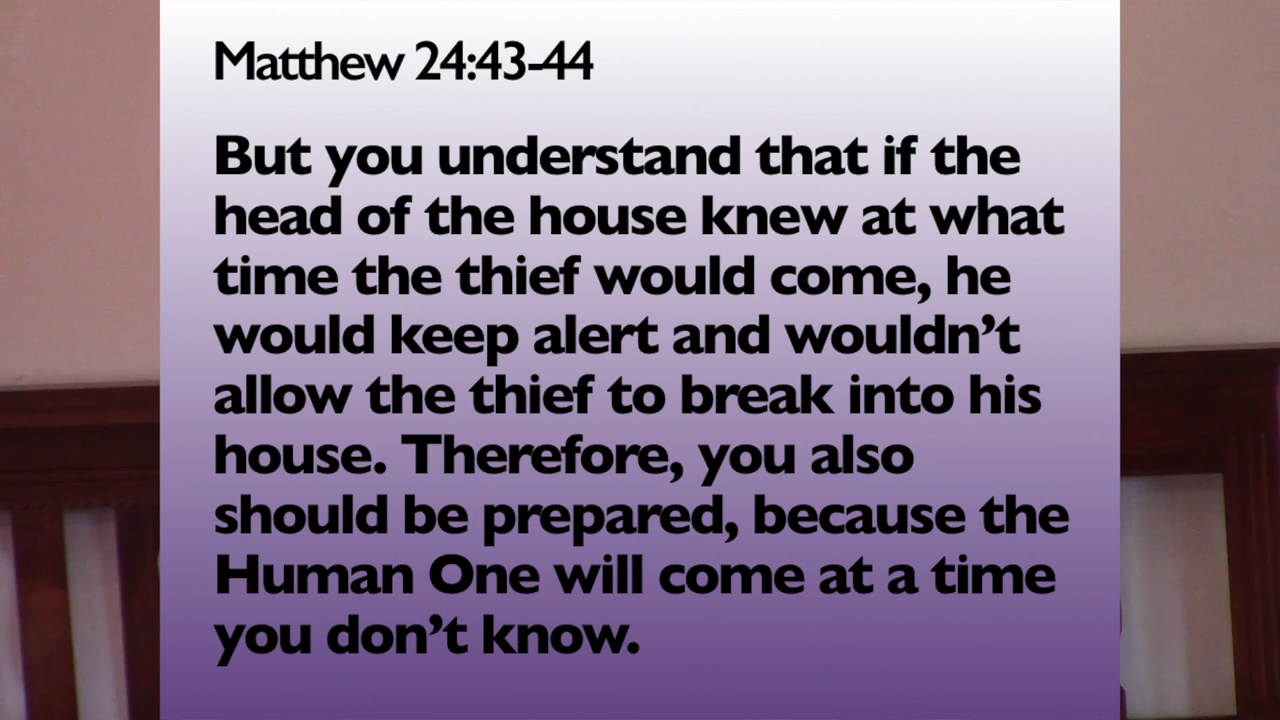 Matthew 24:43-44
But you understand that if the
head of the house knew at what
time the thief would come, he
would keep alert and wouldn’t
allow the thief to break into his
house. Therefore, you also
should be prepared, because the
Human One will come at a time
you don’t know.